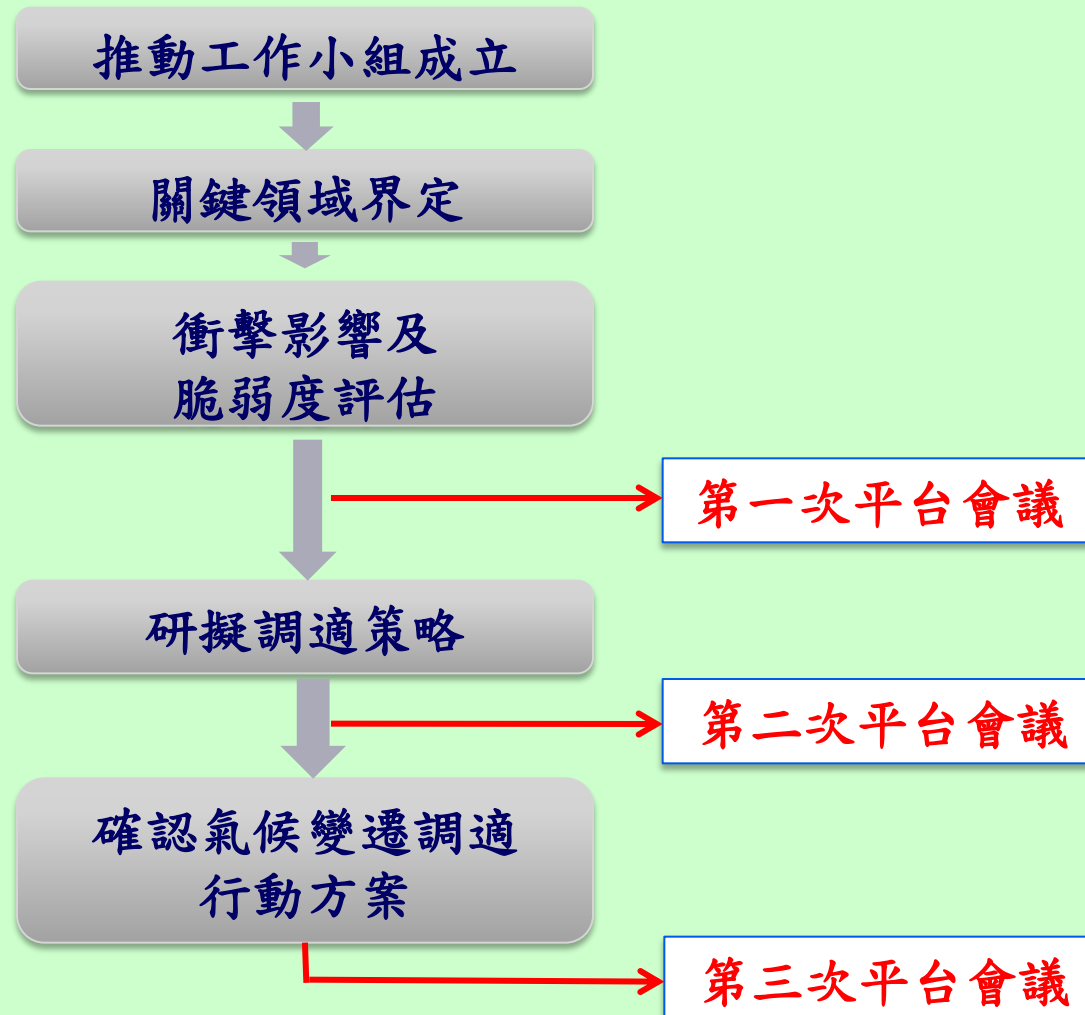 推動工作小組成立
關鍵領域界定
衝擊影響及
脆弱度評估
第一次平台會議
研擬調適策略
第二次平台會議
確認氣候變遷調適
行動方案
第三次平台會議